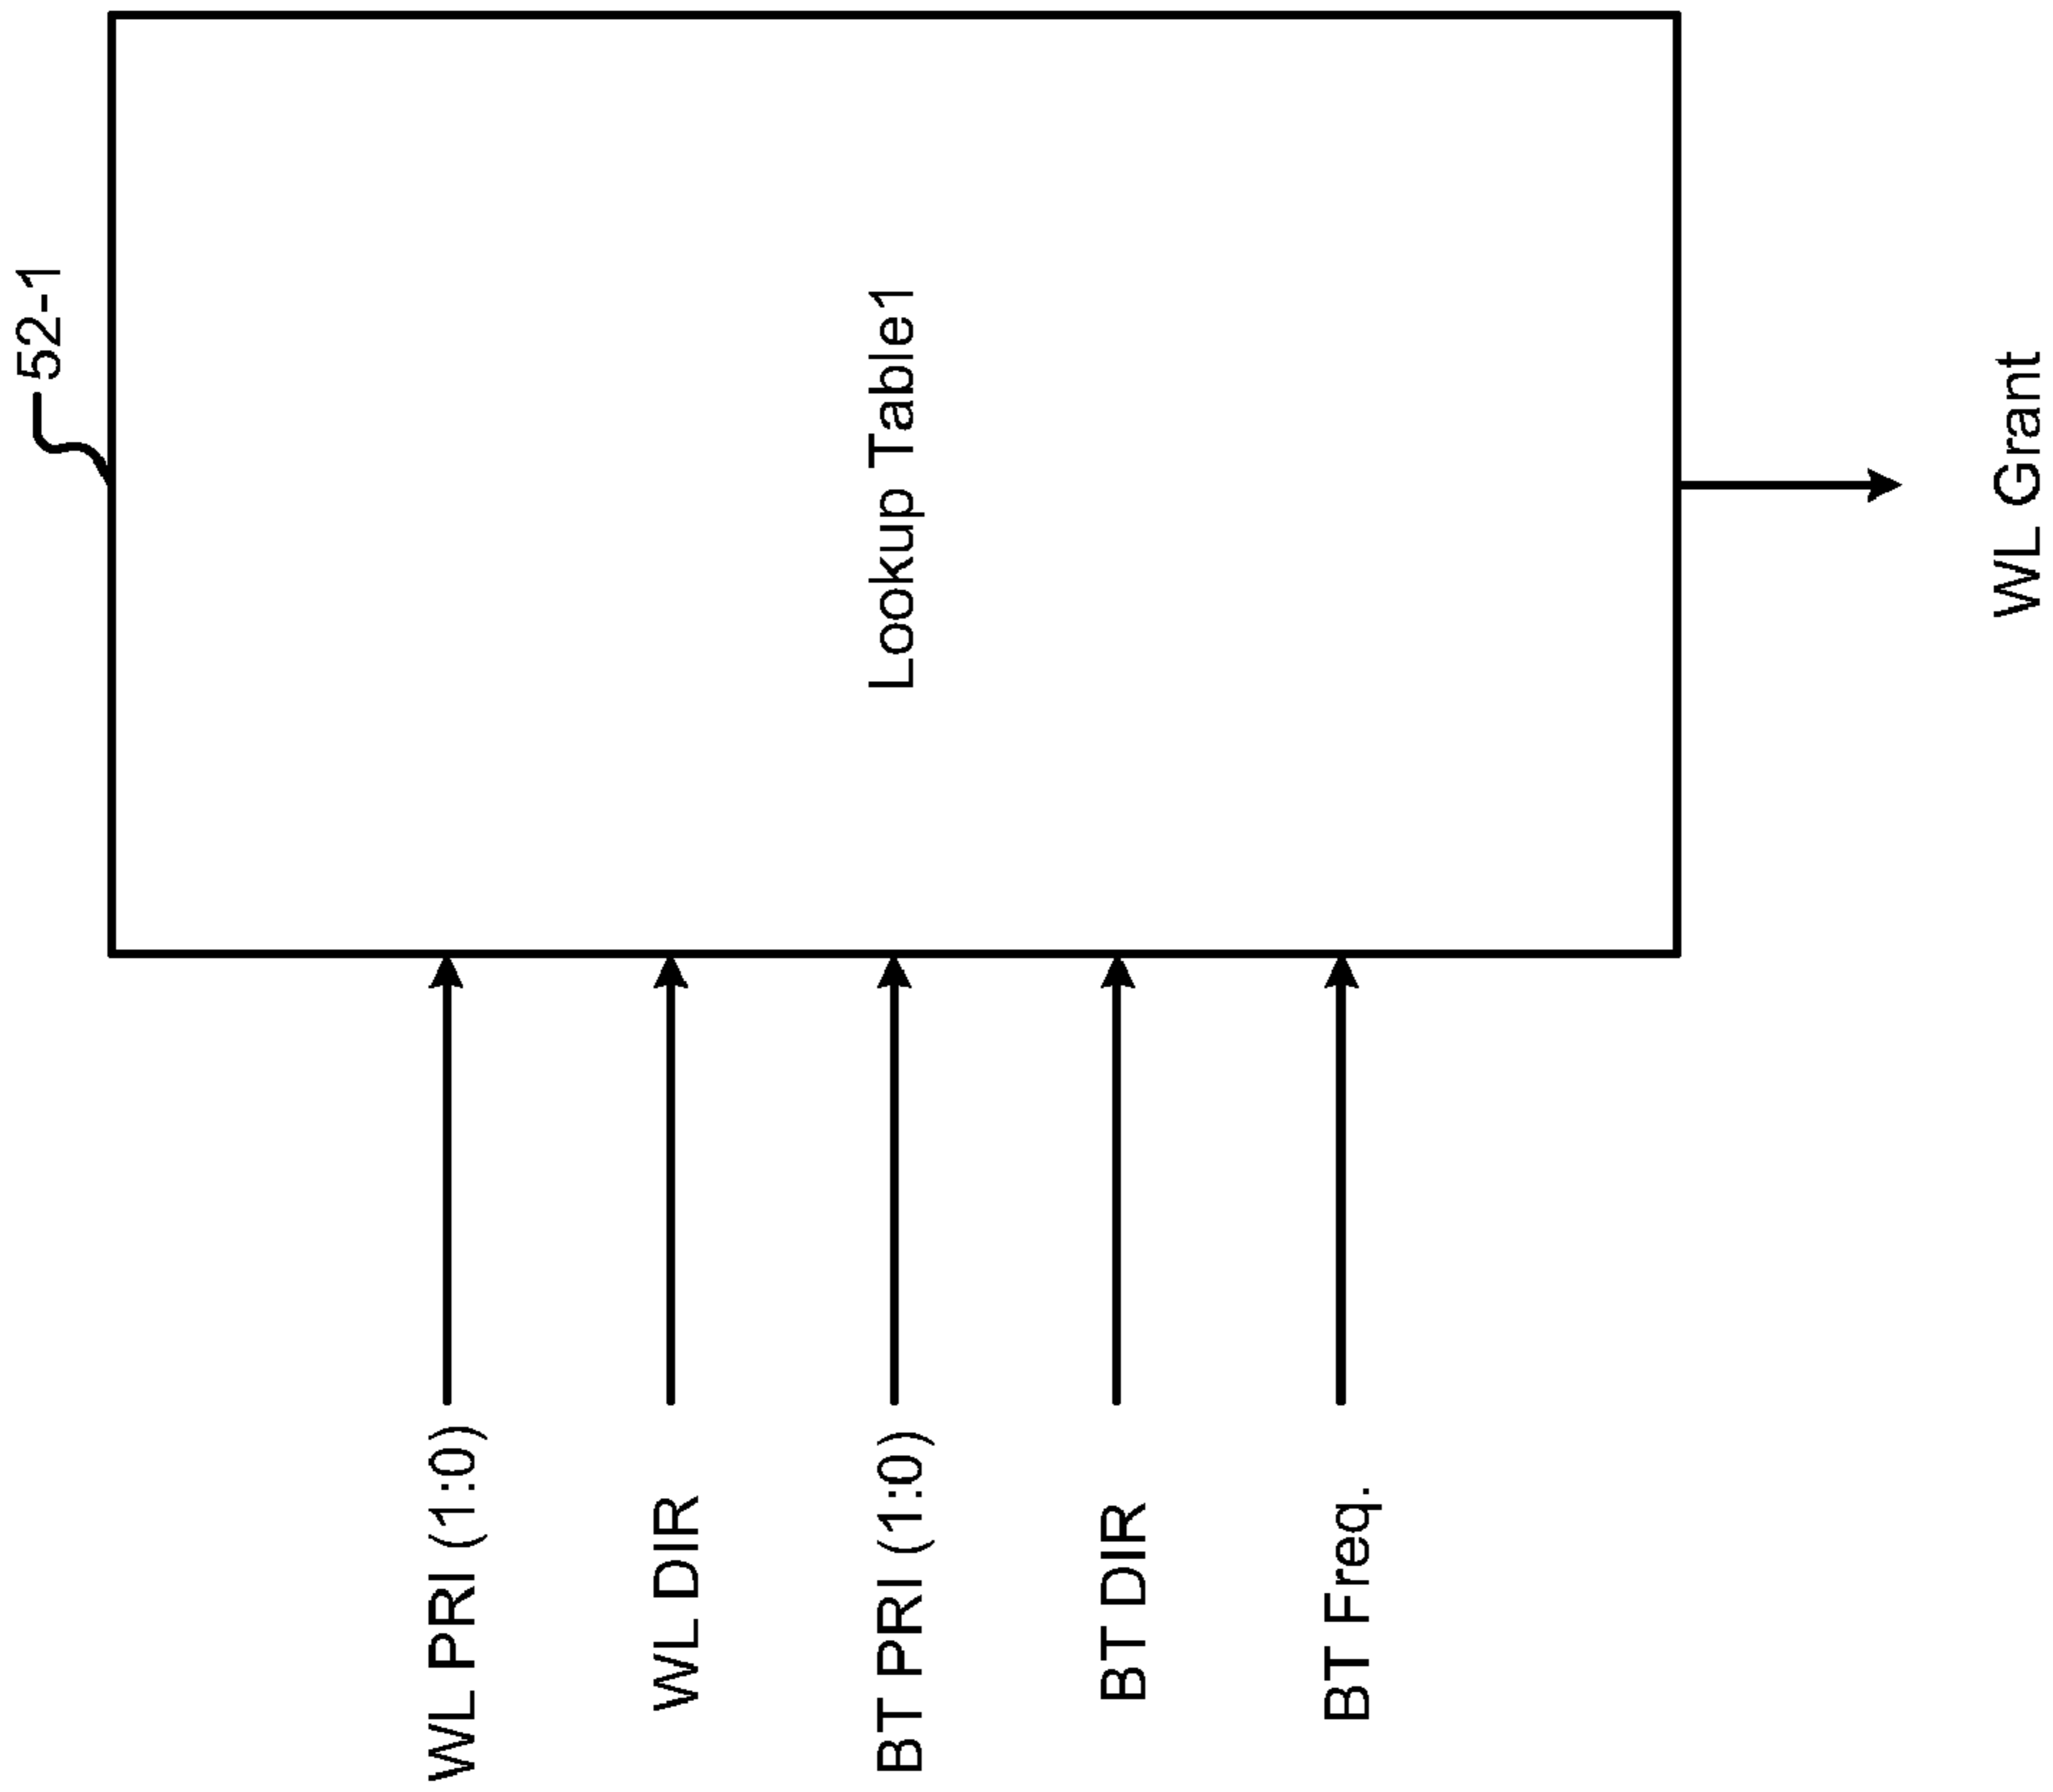 52-1
WL PRI (1:0)
WL DIR
BT PRI (1:0)
BT DIR
BT Freq.
Lookup Table1
WL Grant